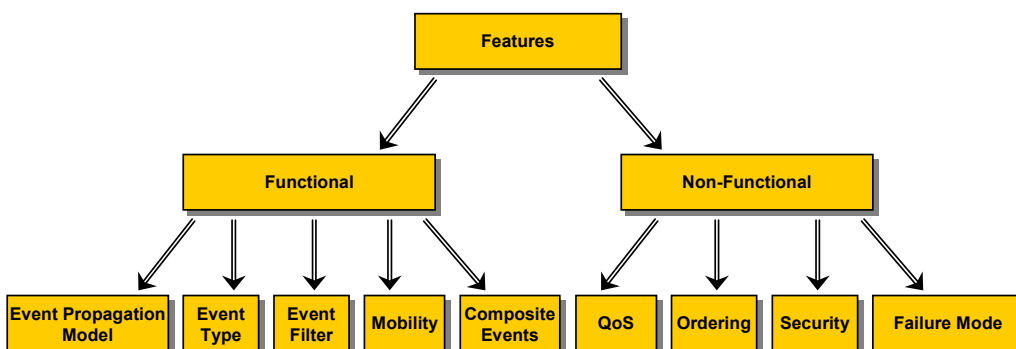 Features
Functional
Non-Functional
Event Propagation
Model
Event
Type
Event
Filter
Mobility
Composite
Events
QoS
Ordering
Security
Failure Mode